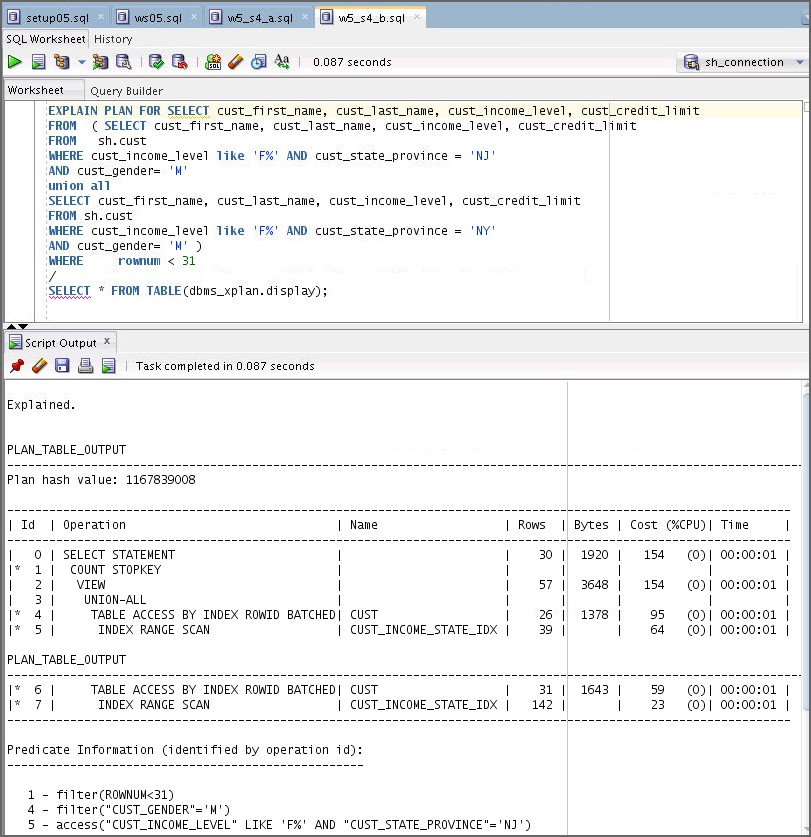 setup05.sql × ws05.sql × w5_s4_a.sql × w5_s4_b.sql ×
SQL Worksheet History
0.087 seconds sh_connection
Worksheet Query Builder
EXPLAIN PLAN FOR SELECT cust_first_name, cust_last_name, cust_income_level, cust_credit_limit
FROM  ( SELECT cust_first_name, cust_last_name, cust_income_level, cust_credit_limit
FROM   sh.cust
WHERE cust_income_level like 'F%' AND cust_state_province = 'NJ'
AND cust_gender= 'M'
union all
SELECT cust_first_name, cust_last_name, cust_income_level, cust_credit_limit
FROM sh.cust
WHERE cust_income_level like 'F%' AND cust_state_province = 'NY'
AND cust_gender= 'M' )
WHERE     rownum < 31
/
SELECT * FROM TABLE(dbms_xplan.display);
Script Output ×
Task completed in 0.087 seconds
Explained.
PLAN_TABLE_OUTPUT
Plan hash value: 1167839008
| Id  | Operation                            | Name                  | Rows  | Bytes | Cost (%CPU)| Time     |
|   0 | SELECT STATEMENT                     |                       |    30 |  1920 |   154   (0)| 00:00:01 |
|*  1 |  COUNT STOPKEY                       |                       |       |       |            |          |
|   2 |   VIEW                               |                       |    57 |  3648 |   154   (0)| 00:00:01 |
|   3 |    UNION-ALL                         |                       |       |       |            |          |
|*  4 |     TABLE ACCESS BY INDEX ROWID BATCHED| CUST                  |    26 |  1378 |    95   (0)| 00:00:01 |
|*  5 |      INDEX RANGE SCAN                | CUST_INCOME_STATE_IDX |    39 |       |    64   (0)| 00:00:01 |
PLAN_TABLE_OUTPUT
|*  6 |     TABLE ACCESS BY INDEX ROWID BATCHED| CUST                  |    31 |  1643 |    59   (0)| 00:00:01 |
|*  7 |      INDEX RANGE SCAN                | CUST_INCOME_STATE_IDX |   142 |       |    23   (0)| 00:00:01 |
Predicate Information (identified by operation id):
1 - filter(ROWNUM<31)
4 - filter("CUST_GENDER"='M')
5 - access("CUST_INCOME_LEVEL" LIKE 'F%' AND "CUST_STATE_PROVINCE"='NJ')